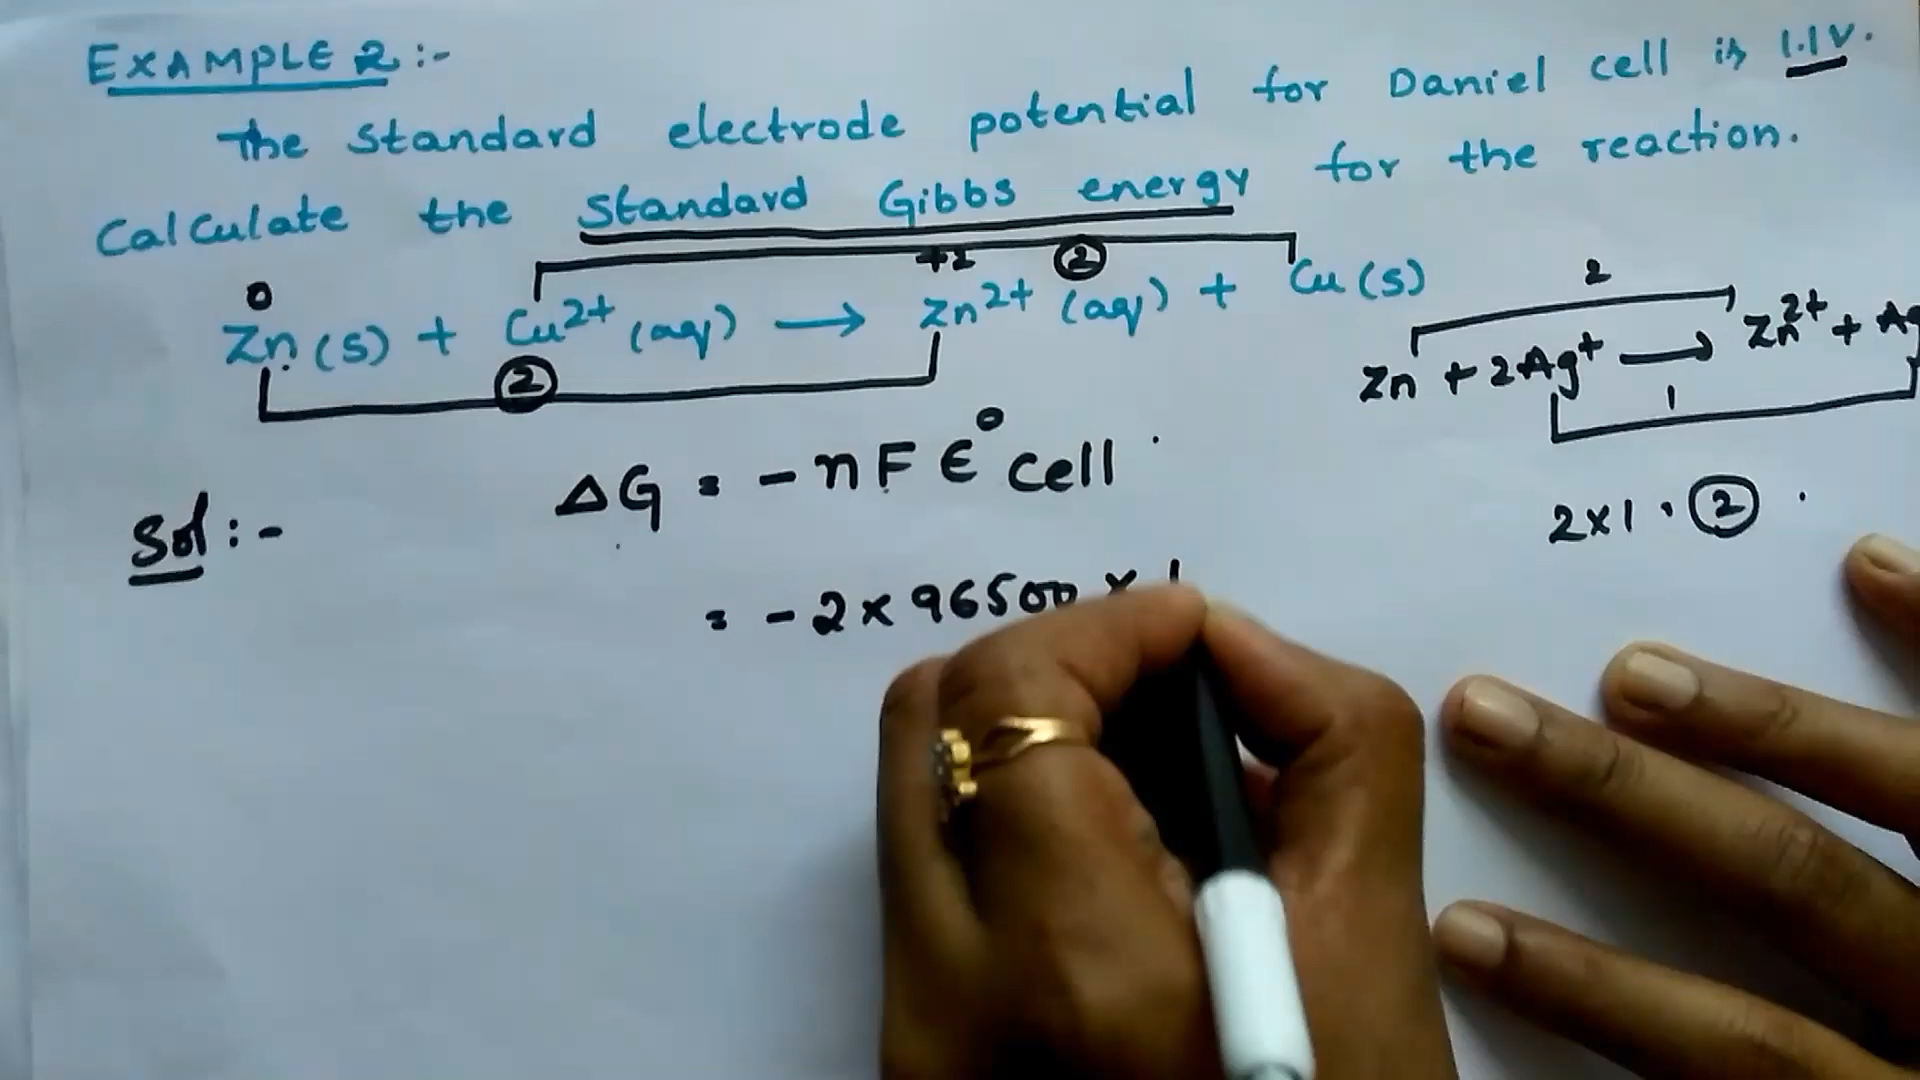 EXAMPLE 2 :-
The standard electrode potential for Daniel cell is 1.1V.
Calculate the standard Gibbs energy for the reaction.
0 +2 2
Zn(s) + Cu2+ (aq) → Zn2+ (aq) + Cu(s)
2
2
Zn + 2Ag+ → Zn2+ + Ag
1
Sol :- ΔG = -nFE°cell
2x1 = 2
= -2 x 96500 x 1